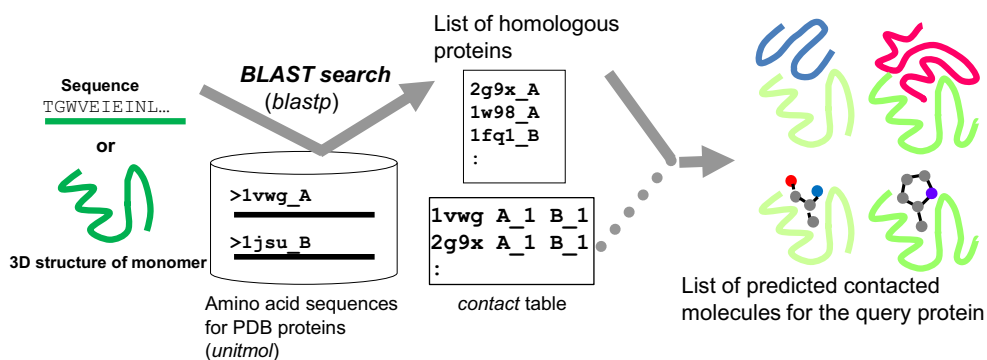 Sequence
TGWVEIEINL…
or
3D structure of monomer
BLAST search
(blastp)
>1vwg_A
>1jsu_B
Amino acid sequences
for PDB proteins
(unitmol)
List of homologous
proteins
2g9x_A
1w98_A
1fq1_B
:
1vwg A_1 B_1
2g9x A_1 B_1
:
contact table
List of predicted contacted
molecules for the query protein